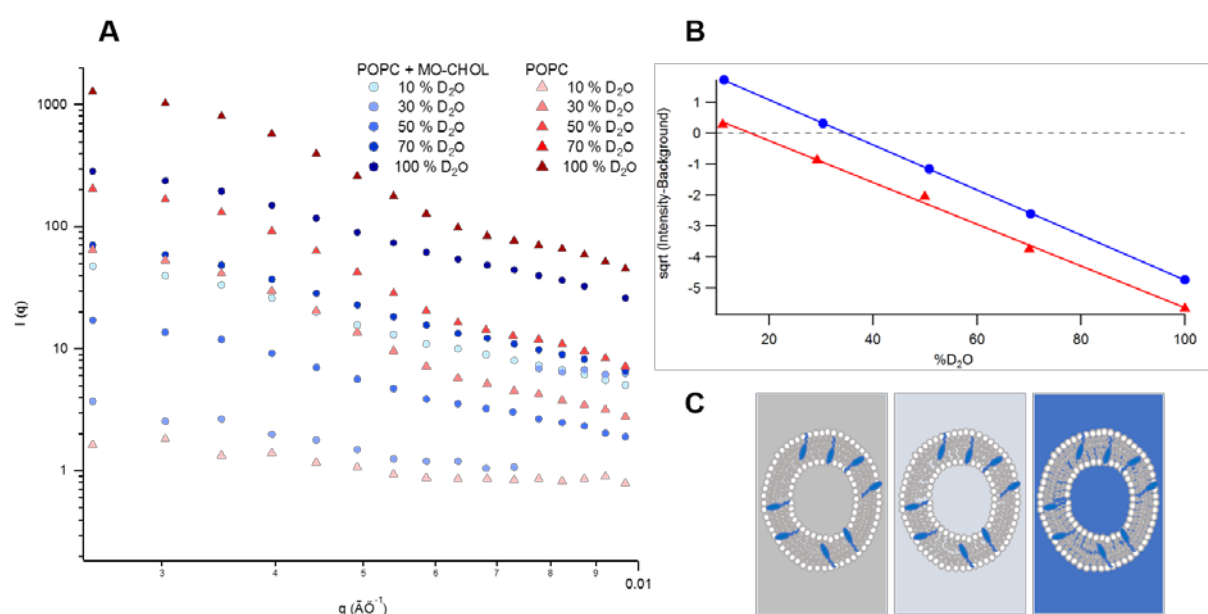 A
POPC + MO-CHOL
10 % D₂O
30 % D₂O
50 % D₂O
70 % D₂O
100 % D₂O
POPC
10 % D₂O
30 % D₂O
50 % D₂O
70 % D₂O
100 % D₂O
1000
100
10
1
I (q)
3
4
5
6
7
8
9
0.01
q (ÃO⁻¹)
B
1
0
-1
-2
-3
-4
-5
sqrt (Intensity-Background)
20
40
60
80
100
%D₂O
C